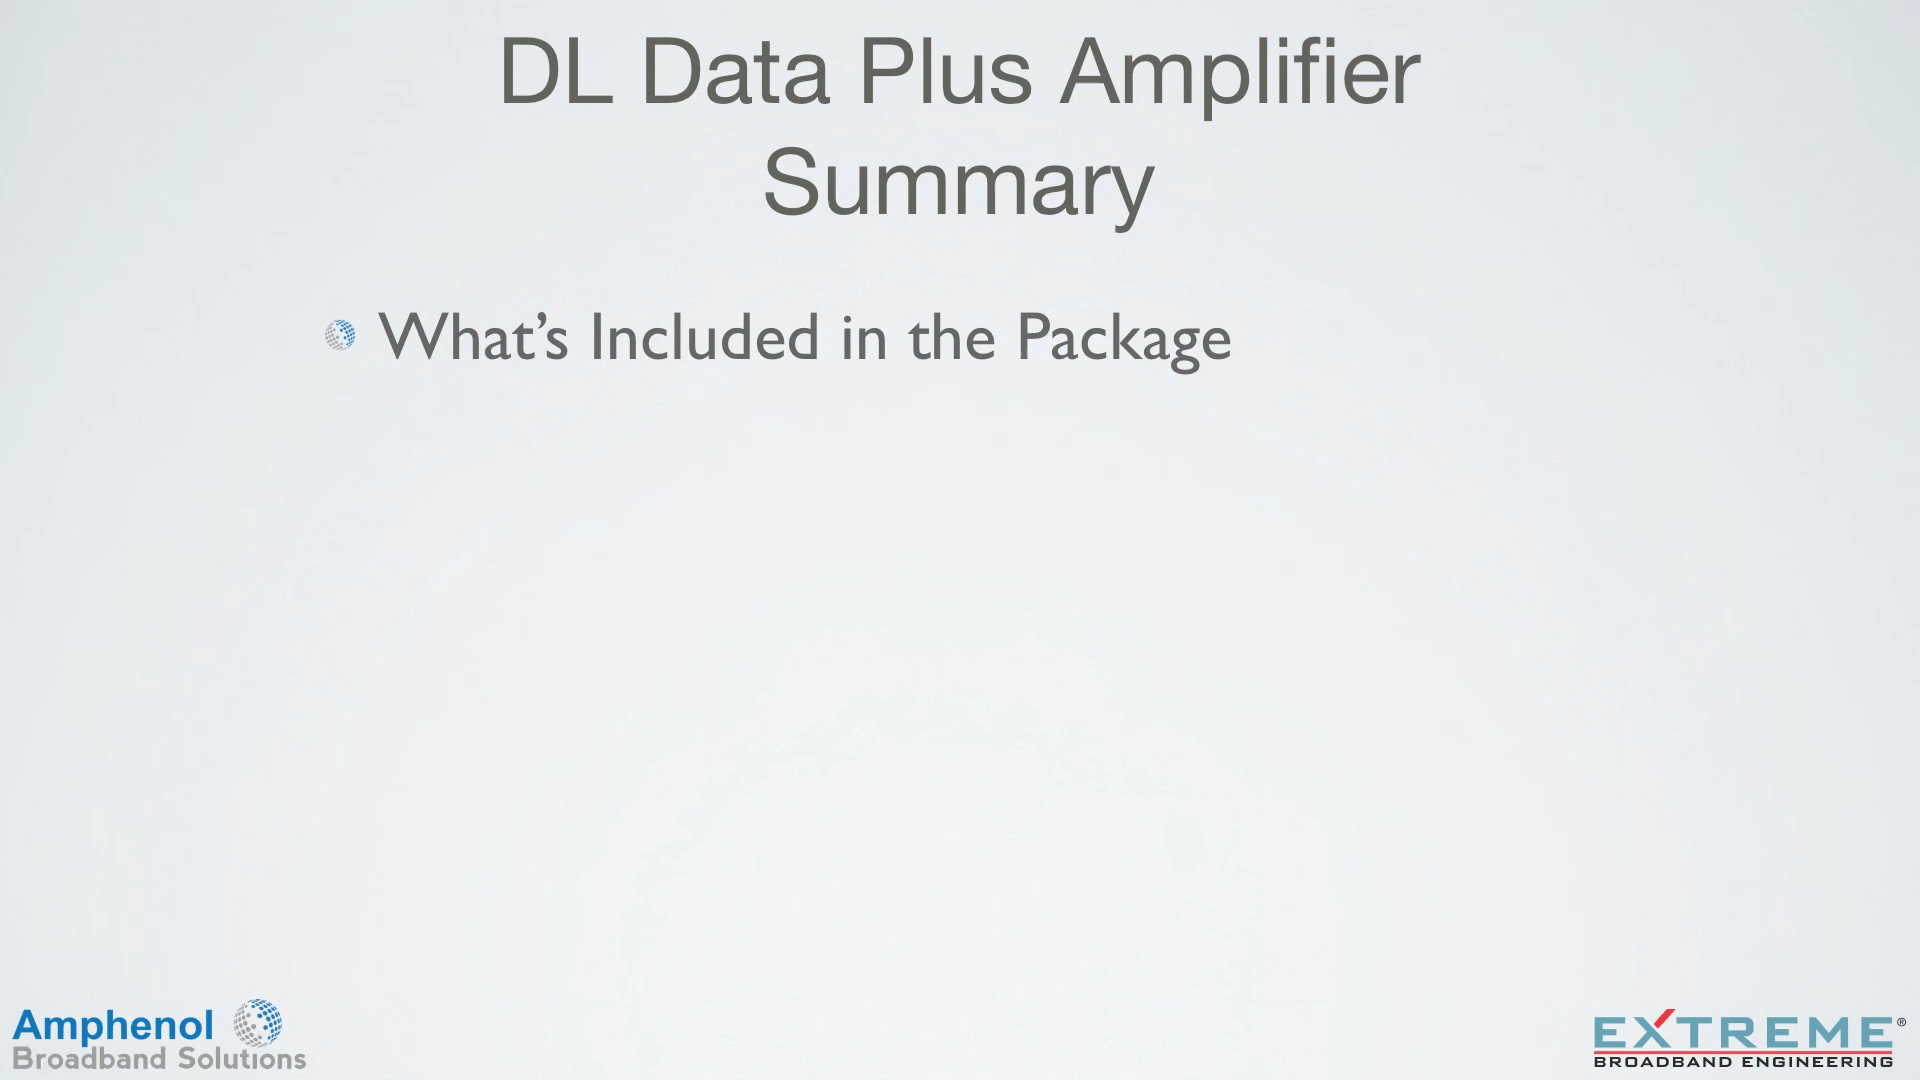 DL Data Plus Amplifier
Summary
What’s Included in the Package
Amphenol
Broadband Solutions
EXTREME®
BROADBAND ENGINEERING